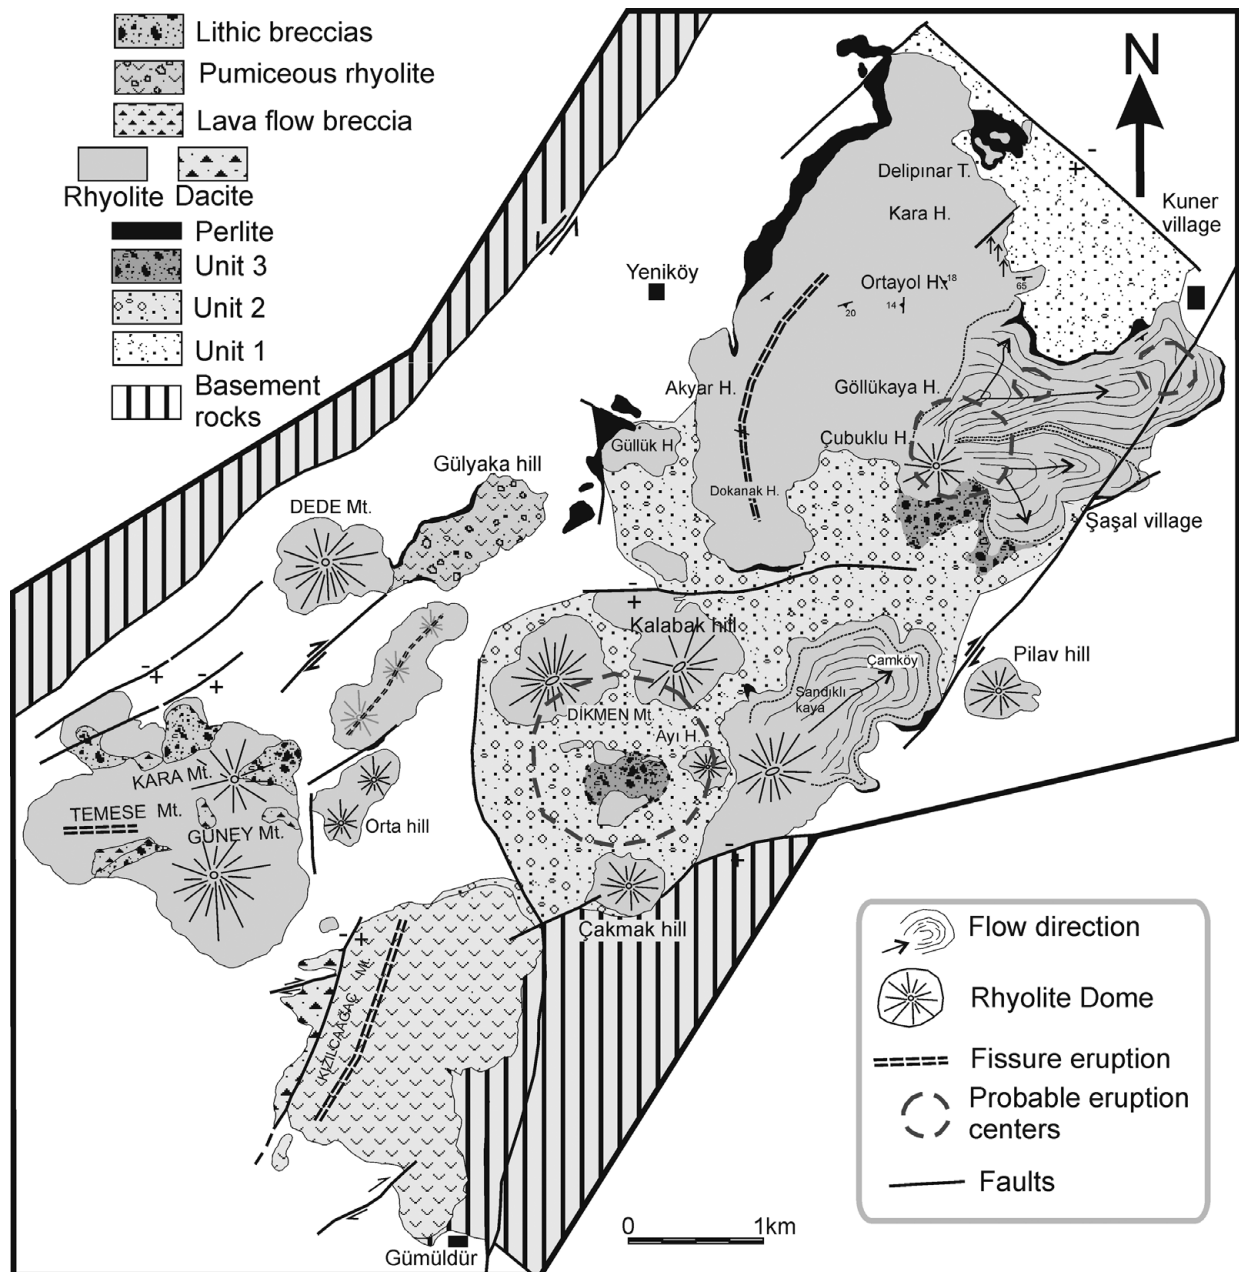 Lithic breccias
Pumiceous rhyolite
Lava flow breccia
Rhyolite Dacite
Perlite
Unit 3
Unit 2
Unit 1
Basement
rocks
N
Delipınar T.
-
+
Kara H.
Kuner
village
Yeniköy
Ortayol H.
18
65
20
14
Akyar H.
Göllükaya H.
Güllük H
Çubuklu H.
Gülyaka hill
Dokanak H.
DEDE Mt.
Şaşal village
-
+
Kalabak hill
Pilav hill
Çamköy
-
+
-
+
Sandıklı
kaya
DİKMEN Mt.
Ayı H.
KARA Mt.
TEMESE Mt.
GÜNEY Mt.
Orta hill
-
+
Çakmak hill
-
+
KIZILCAAĞAÇ Mt.
Flow direction
Rhyolite Dome
Fissure eruption
Probable eruption
centers
Faults
0 1km
Gümüldür